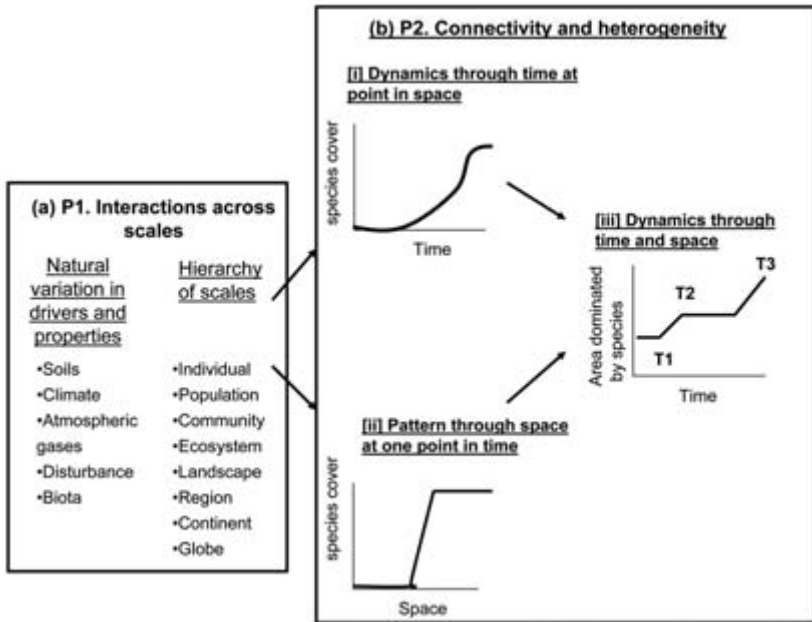 (a) P1. Interactions across
scales
Natural
variation in
drivers and
properties
•Soils
•Climate
•Atmospheric
gases
•Disturbance
•Biota
Hierarchy
of scales
•Individual
•Population
•Community
•Ecosystem
•Landscape
•Region
•Continent
•Globe
(b) P2. Connectivity and heterogeneity
[i] Dynamics through time at
point in space
species cover
Time
[ii] Pattern through space
at one point in time
species cover
Space
[iii] Dynamics through
time and space
Area dominated
by species
T1
T2
T3
Time